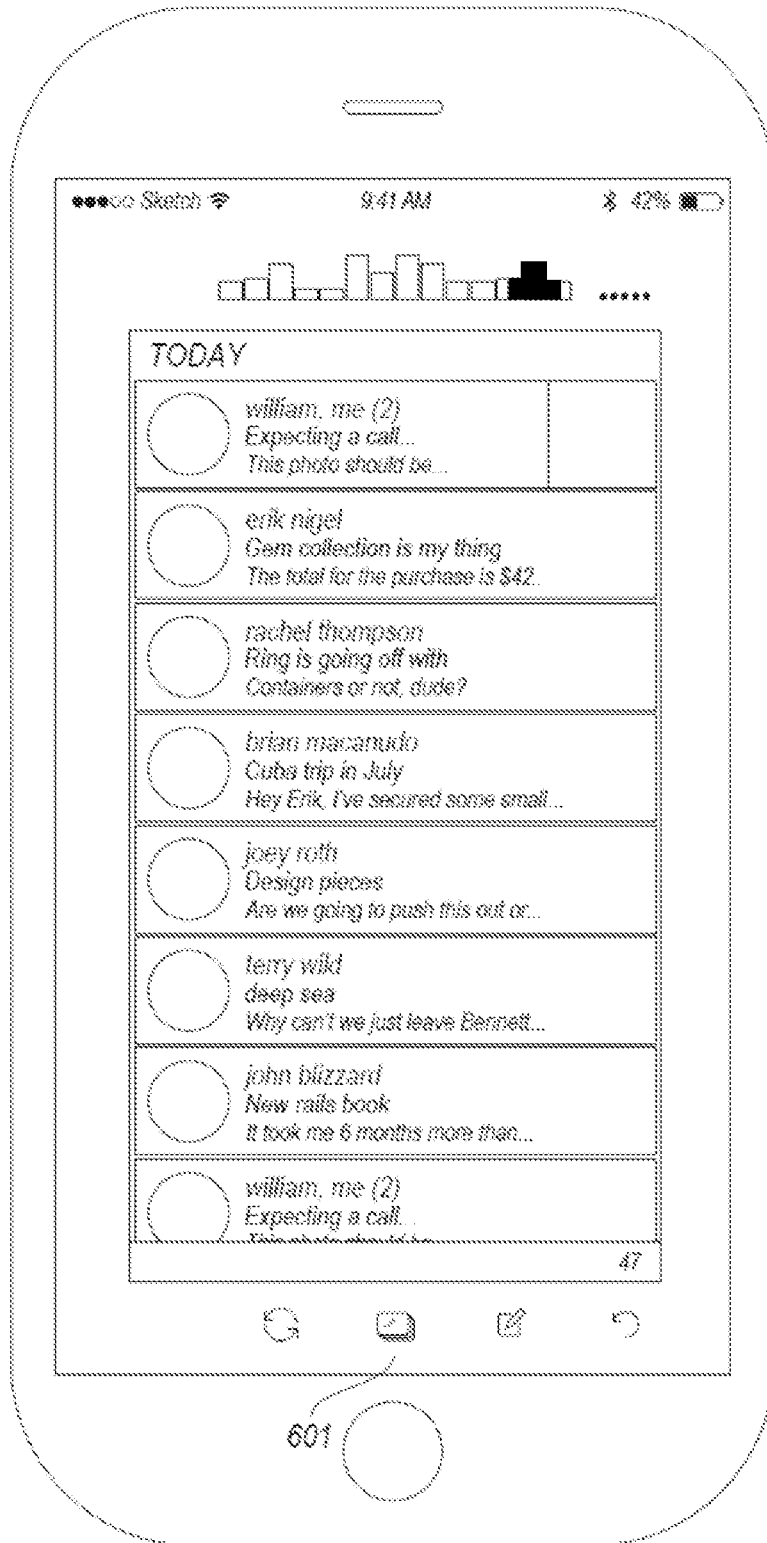 Sketch 9:41 AM 42%
TODAY
william, me (2)
Expecting a call...
This photo should be...
erik nigel
Gem collection is my thing
The total for the purchase is $42..
rachel thompson
Ring is going off with
Containers or not, dude?
brian macanudo
Cuba trip in July
Hey Erik, I've secured some small...
joey roth
Design pieces
Are we going to push this out or...
terry wild
deep sea
Why can't we just leave Bennett...
john blizzard
New rails book
It took me 6 months more than...
william, me (2)
Expecting a call...
This photo should be
47
601